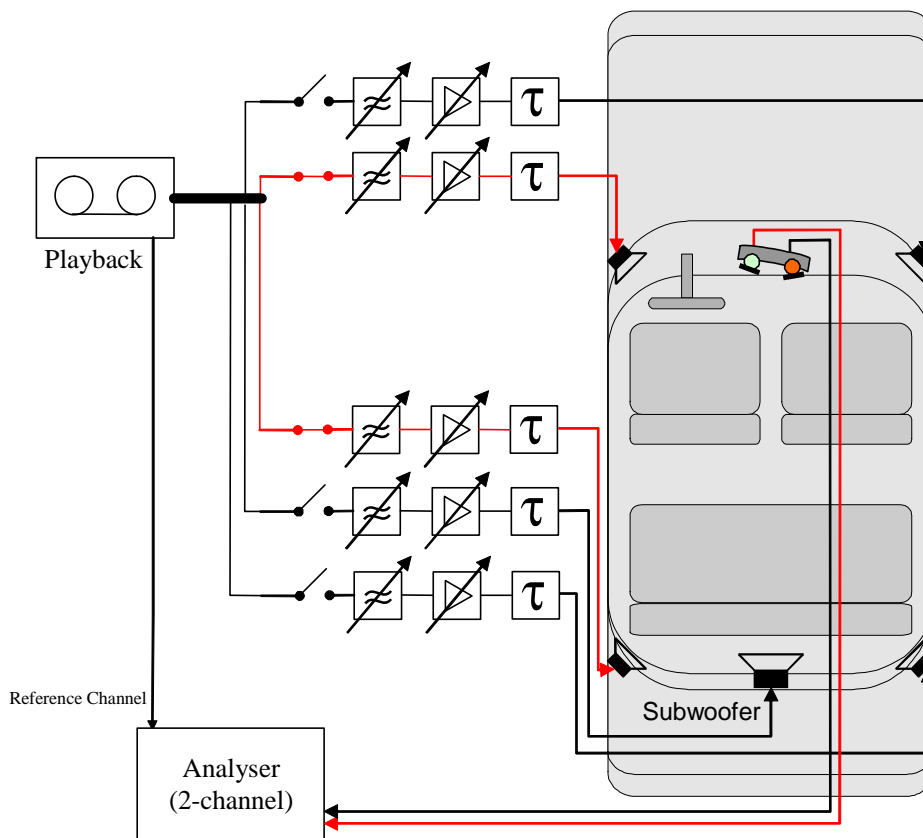 τ
τ
Playback
τ
τ
τ
Reference Channel
Subwoofer
Analyser
(2-channel)